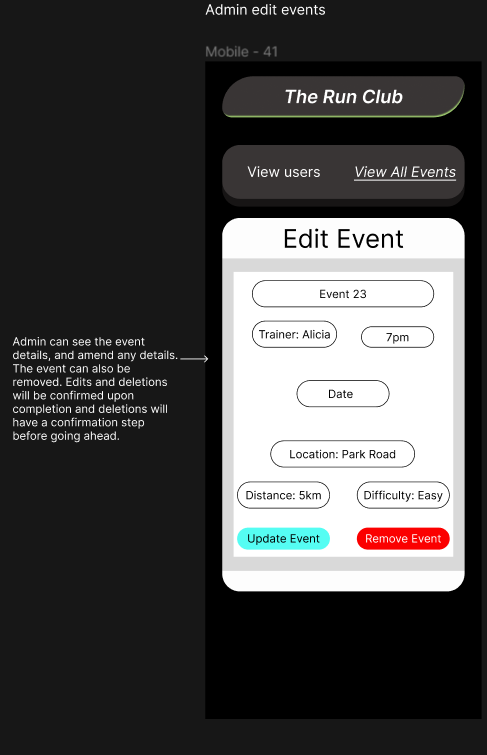 Admin edit events
Mobile - 41
The Run Club
View users
View All Events
Edit Event
Event 23
Trainer: Alicia
7pm
Date
Location: Park Road
Distance: 5km
Difficulty: Easy
Update Event
Remove Event
Admin can see the event
details, and amend any details.
The event can also be
removed. Edits and deletions
will be confirmed upon
completion and deletions will
have a confirmation step
before going ahead.